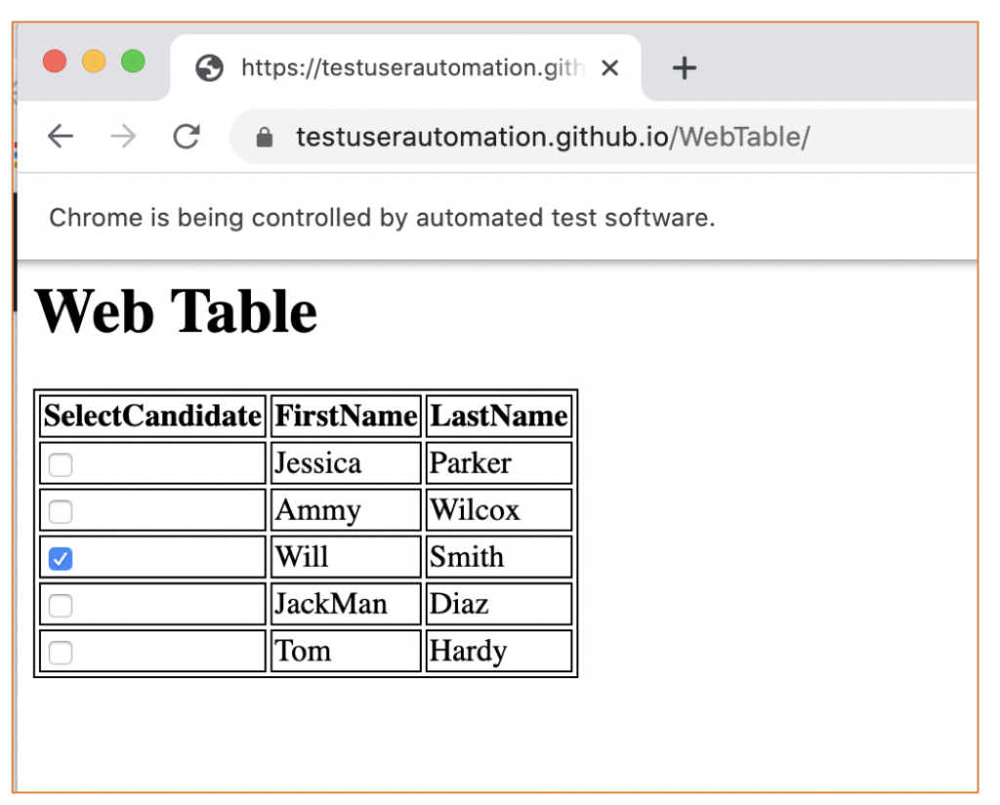 https://testuserautomation.gith
testuserautomation.github.io/WebTable/
Chrome is being controlled by automated test software.
Web Table
SelectCandidate FirstName LastName
Jessica Parker
Ammy Wilcox
Will Smith
JackMan Diaz
Tom Hardy